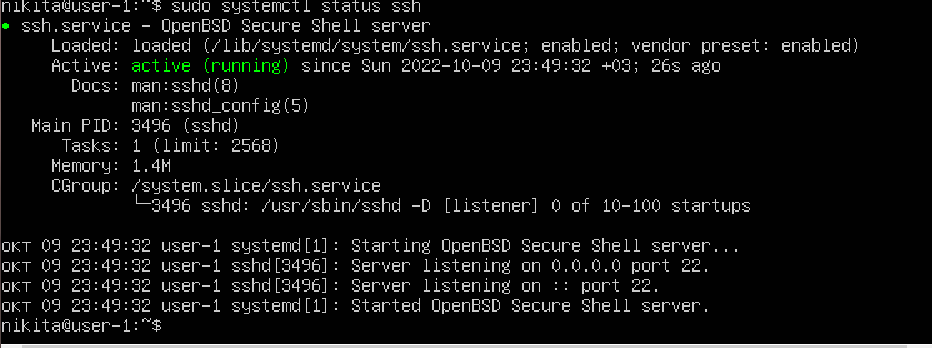 nikita@user-1:~$ sudo systemctl status ssh
● ssh.service - OpenBSD Secure Shell server
     Loaded: loaded (/lib/systemd/system/ssh.service; enabled; vendor preset: enabled)
     Active: active (running) since Sun 2022-10-09 23:49:32 +03; 26s ago
       Docs: man:sshd(8)
             man:sshd_config(5)
   Main PID: 3496 (sshd)
      Tasks: 1 (limit: 2568)
     Memory: 1.4M
     CGroup: /system.slice/ssh.service
             └─3496 sshd: /usr/sbin/sshd -D [listener] 0 of 10-100 startups

окт 09 23:49:32 user-1 systemd[1]: Starting OpenBSD Secure Shell server...
окт 09 23:49:32 user-1 sshd[3496]: Server listening on 0.0.0.0 port 22.
окт 09 23:49:32 user-1 sshd[3496]: Server listening on :: port 22.
окт 09 23:49:32 user-1 systemd[1]: Started OpenBSD Secure Shell server.
nikita@user-1:~$